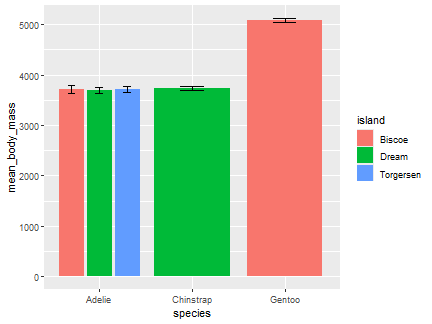 5000
4000
3000
2000
1000
0
mean_body_mass
Adelie
Chinstrap
Gentoo
species
island
Biscoe
Dream
Torgersen